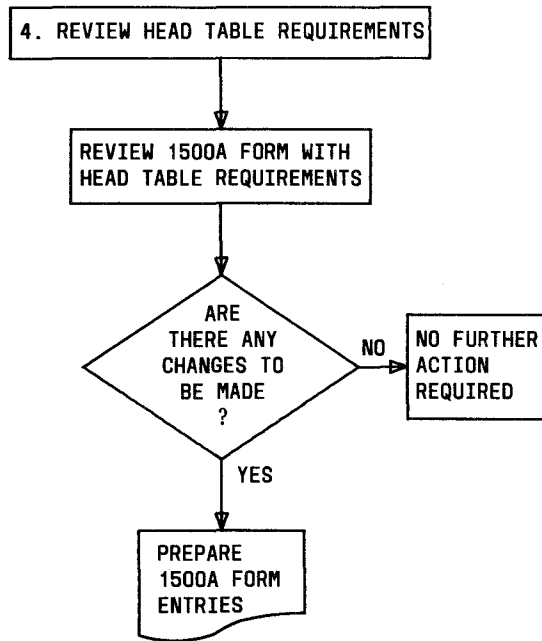 4. REVIEW HEAD TABLE REQUIREMENTS
REVIEW 1500A FORM WITH
HEAD TABLE REQUIREMENTS
ARE
THERE ANY
CHANGES TO
BE MADE
?
NO
NO FURTHER
ACTION
REQUIRED
YES
PREPARE
1500A FORM
ENTRIES